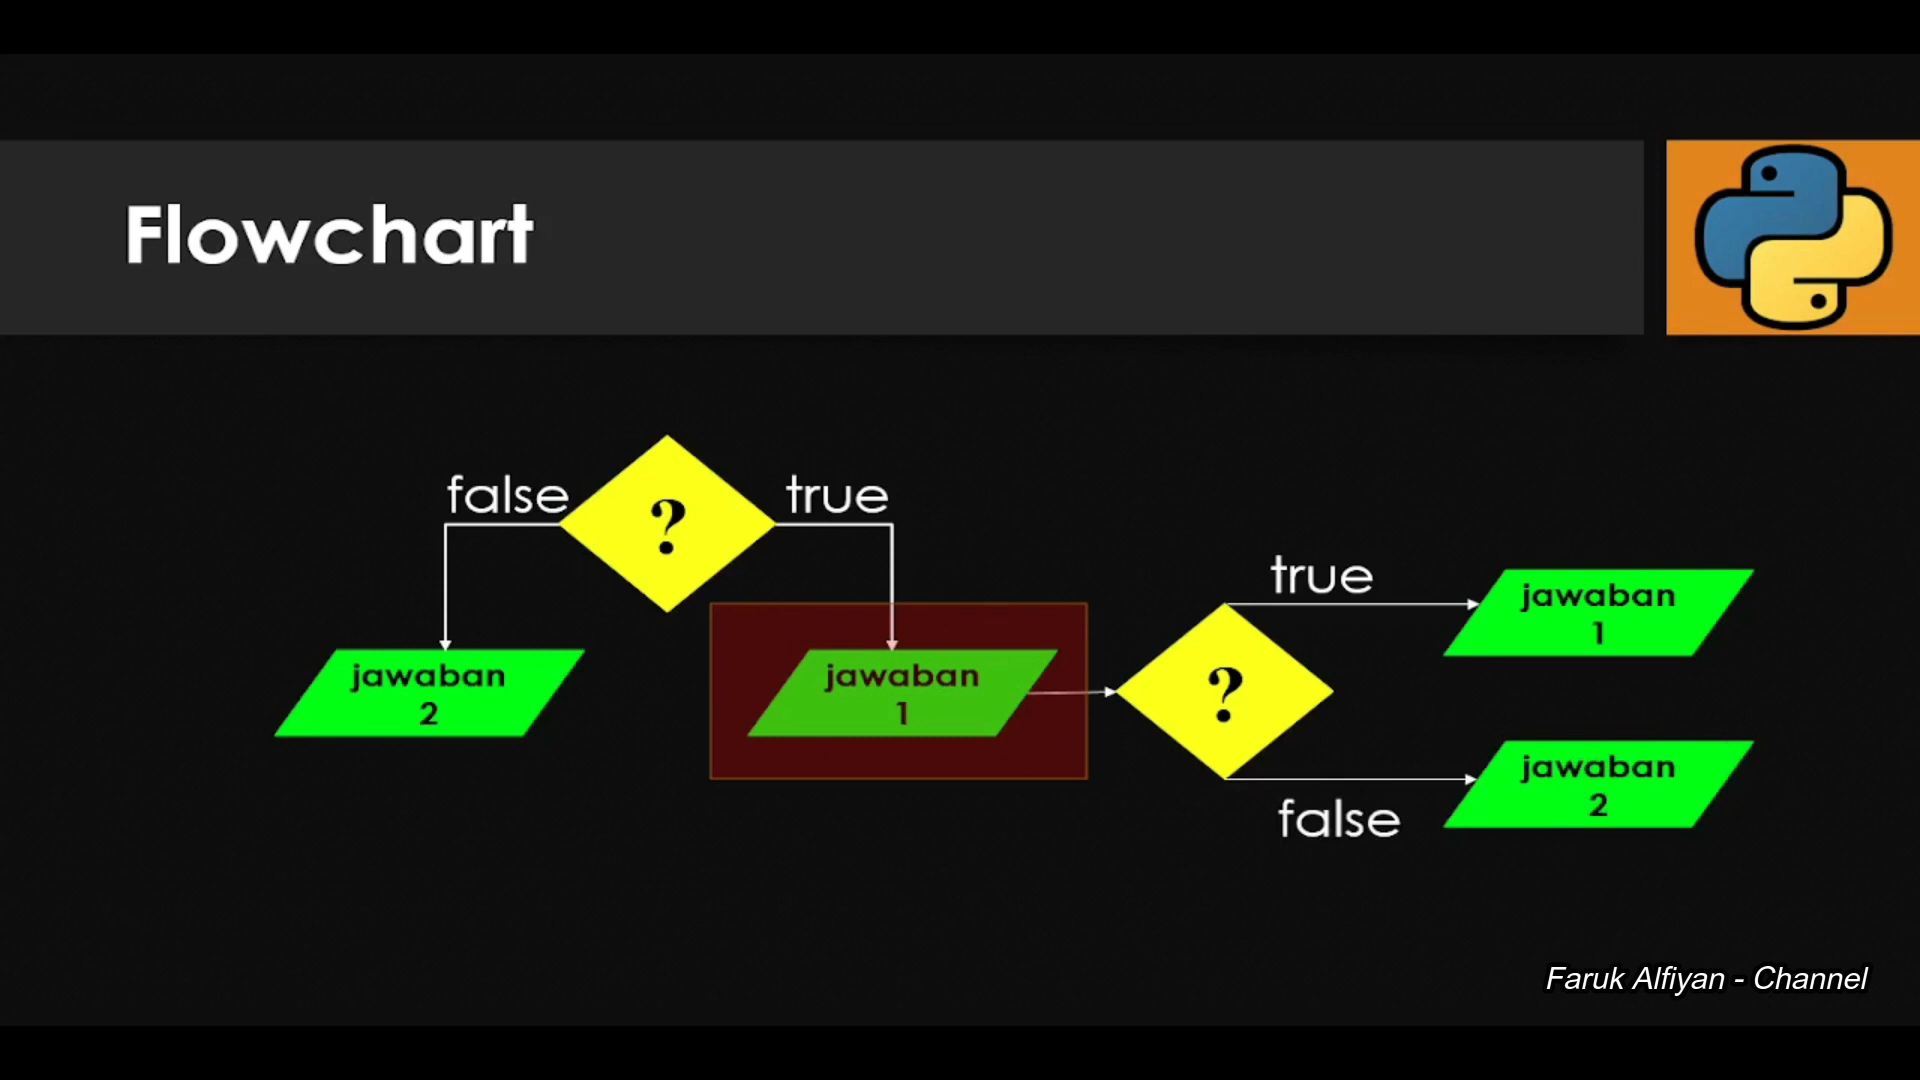 Flowchart
false
?
true
jawaban
2
jawaban
1
?
true
false
jawaban
1
jawaban
2
Faruk Alfiyan - Channel